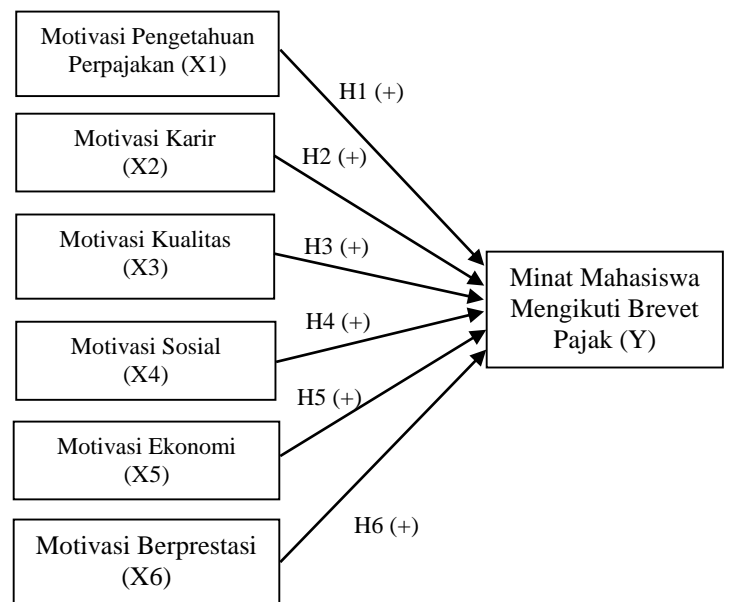 Motivasi Pengetahuan
Perpajakan (X1)
H1 (+)
Motivasi Karir
(X2)
H2 (+)
Motivasi Kualitas
(X3)
H3 (+)
Minat Mahasiswa
Mengikuti Brevet
Pajak (Y)
Motivasi Sosial
(X4)
H4 (+)
Motivasi Ekonomi
(X5)
H5 (+)
Motivasi Berprestasi
(X6)
H6 (+)